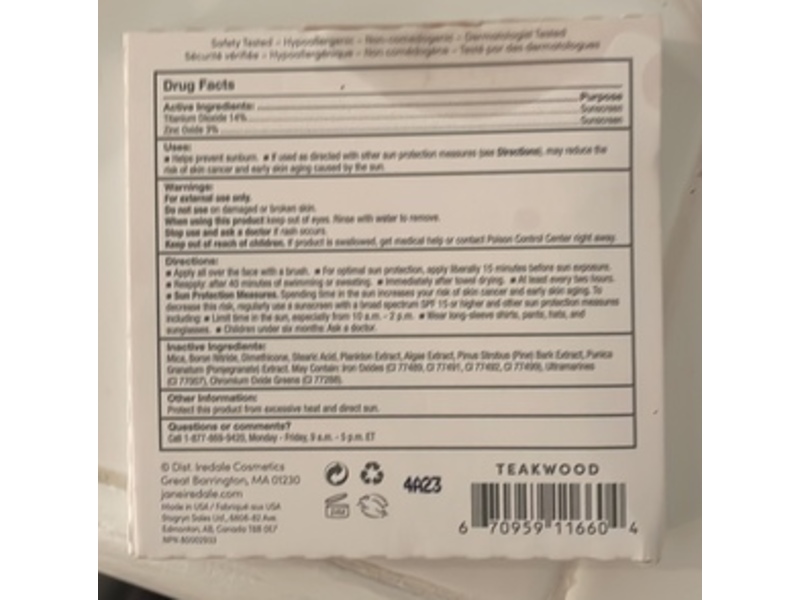 Safety Tested – Hypoallergenic – Non-comedogenic – Dermatologist Tested
Sécurité vérifiée – Hypoallergénique – Non comédogène – Testé par des dermatologues
Drug Facts
Active Ingredients: Purpose
Titanium Dioxide 14% Sunscreen
Zinc Oxide 9% Sunscreen
Uses:
■ Helps prevent sunburn. ■ If used as directed with other sun protection measures (see Directions), may reduce the
risk of skin cancer and early skin aging caused by the sun.
Warnings:
For external use only.
Do not use on damaged or broken skin.
When using this product keep out of eyes. Rinse with water to remove.
Stop use and ask a doctor if rash occurs.
Keep out of reach of children. If product is swallowed, get medical help or contact Poison Control Center right away.
Directions:
■ Apply all over the face with a brush. ■ For optimal sun protection, apply liberally 15 minutes before sun exposure.
■ Reapply: after 40 minutes of swimming or sweating. ■ Immediately after towel drying. ■ At least every two hours.
■ Sun Protection Measures. Spending time in the sun increases your risk of skin cancer and early skin aging. To
decrease this risk, regularly use a sunscreen with a broad spectrum SPF 15 or higher and other sun protection measures
including: ■ Limit time in the sun, especially from 10 a.m. - 2 p.m. ■ Wear long-sleeve shirts, pants, hats, and
sunglasses. ■ Children under six months: Ask a doctor.
Inactive Ingredients:
Mica, Boron Nitride, Dimethicone, Stearic Acid, Plankton Extract, Algae Extract, Pinus Strobus (Pine) Bark Extract, Punica
Granatum (Pomegranate) Extract. May Contain: Iron Oxides (CI 77489, CI 77491, CI 77492, CI 77499), Ultramarines
(CI 77007), Chromium Oxide Greens (CI 77288).
Other Information:
Protect this product from excessive heat and direct sun.
Questions or comments?
Call 1-877-869-9420, Monday - Friday, 9 a.m. - 5 p.m. ET
© Dist. Iredale Cosmetics
Great Barrington, MA 01230
janeiredale.com
Made in USA / Fabriqué aux USA
Stogryn Sales Ltd., 6808-82 Ave.
Edmonton, AB, Canada T6B 0E7
NPN 80002933
24M
4A23
TEAKWOOD
6 70959 11660 4